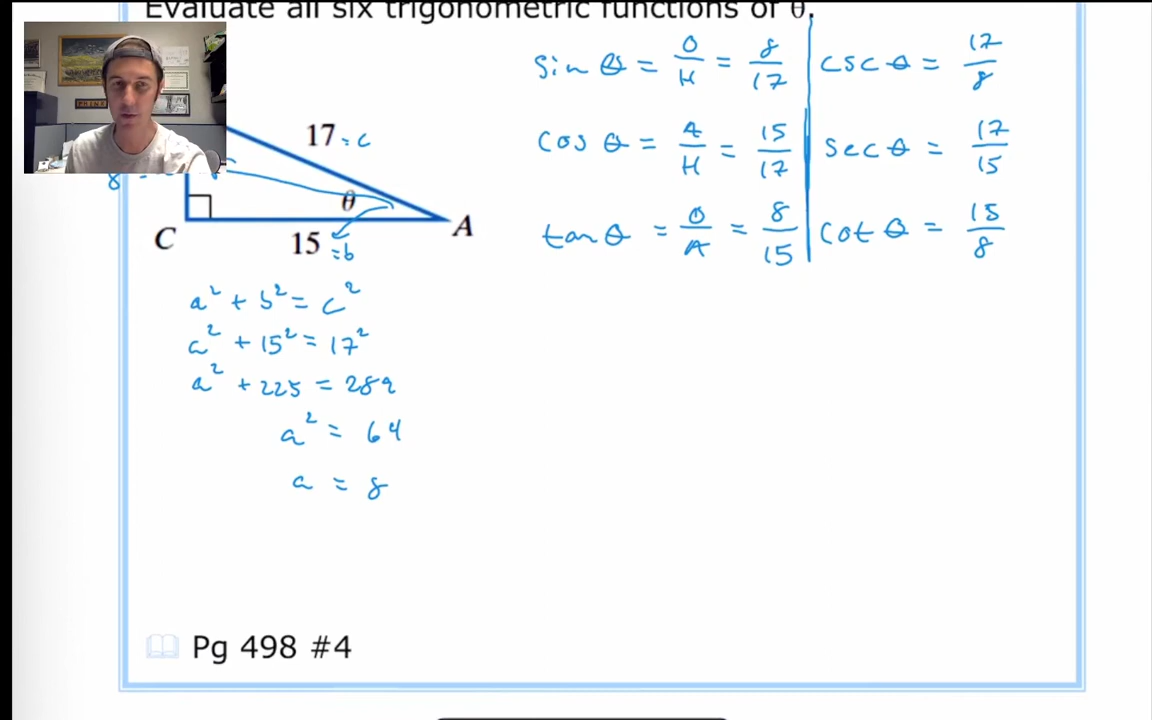 Evaluate all six trigonometric functions of θ.
sin θ = O/H = 8/17 | csc θ = 17/8
17 = c
cos θ = A/H = 15/17 | sec θ = 17/15
8
θ
C
15 = b
A
tan θ = O/A = 8/15 | cot θ = 15/8
a² + b² = c²
a² + 15² = 17²
a² + 225 = 289
a² = 64
a = 8
Pg 498 #4